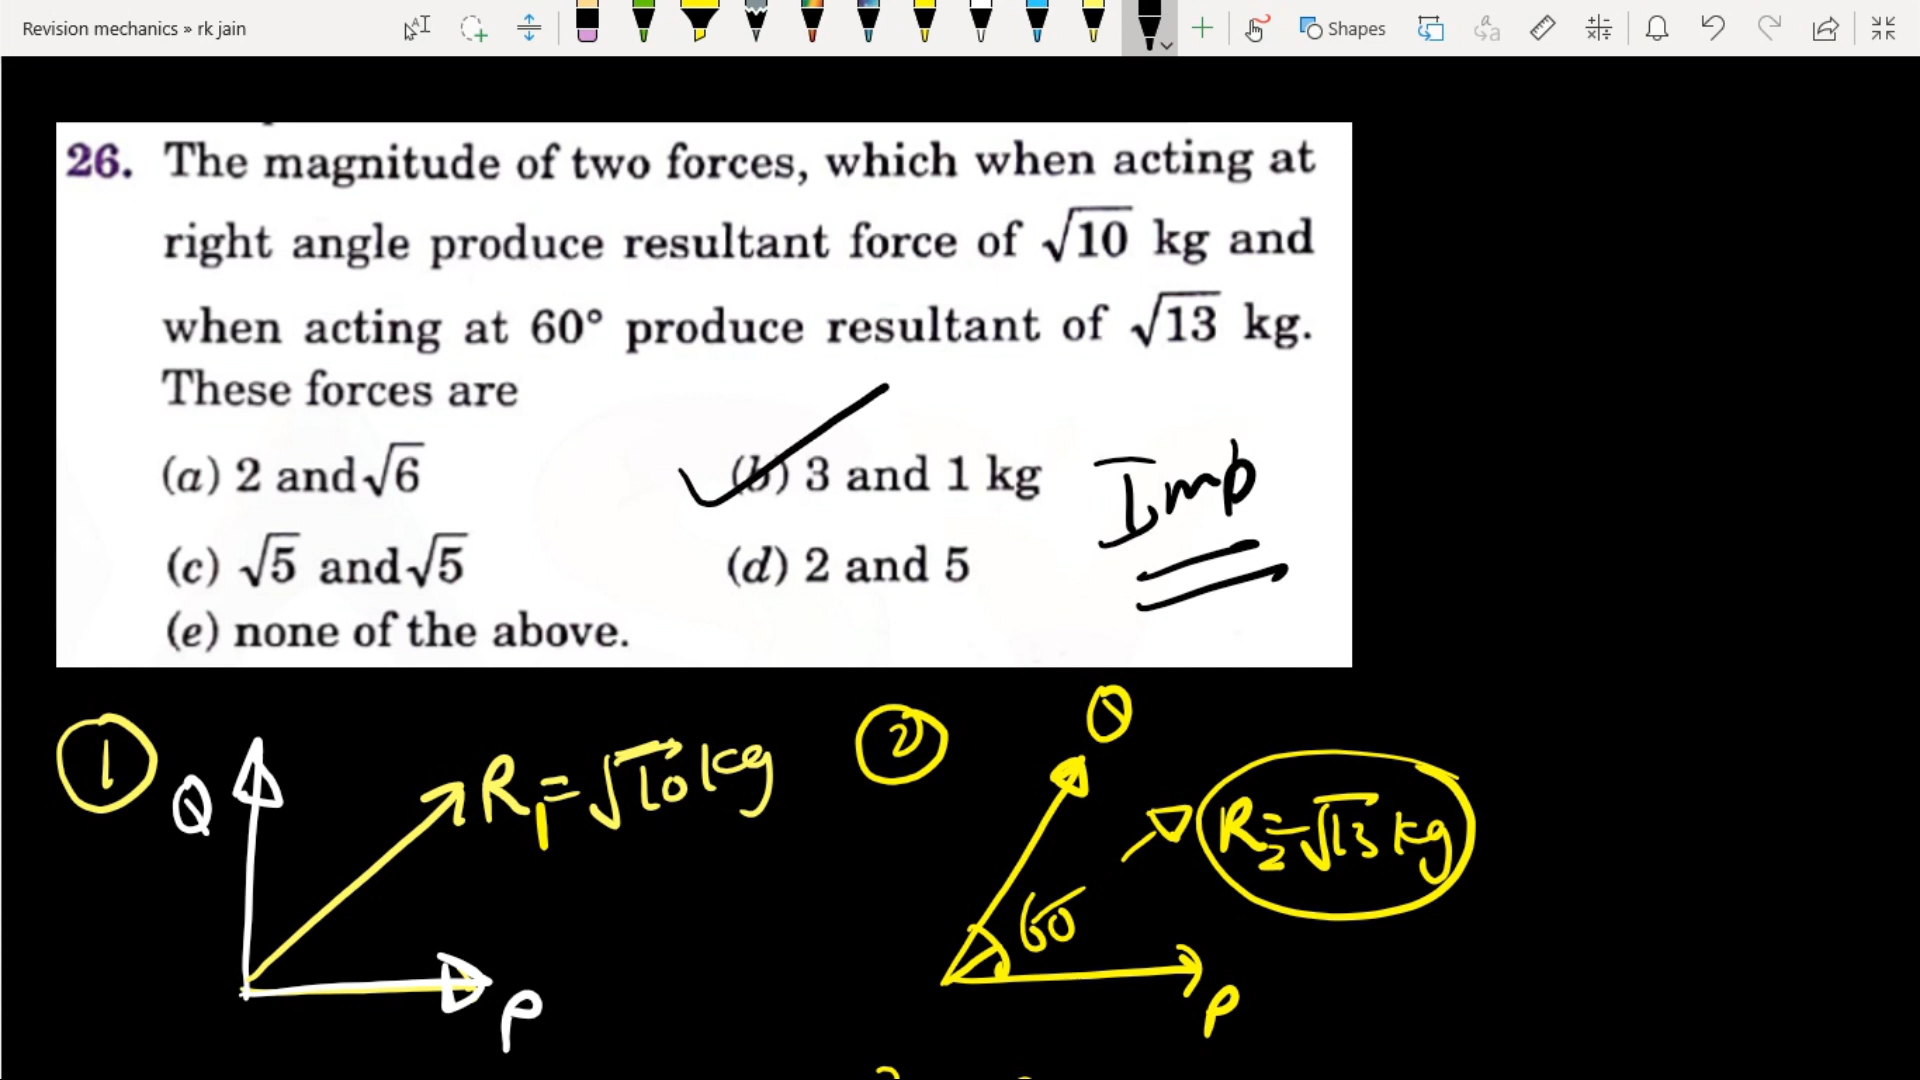 Revision mechanics » rk jain
Shapes
26. The magnitude of two forces, which when acting at
right angle produce resultant force of √10 kg and
when acting at 60° produce resultant of √13 kg.
These forces are
(a) 2 and √6
(b) 3 and 1 kg
Imp
(c) √5 and √5
(d) 2 and 5
(e) none of the above.
1
Q
R₁ = √10 kg
P
2
Q
R₂ = √13 kg
60
P